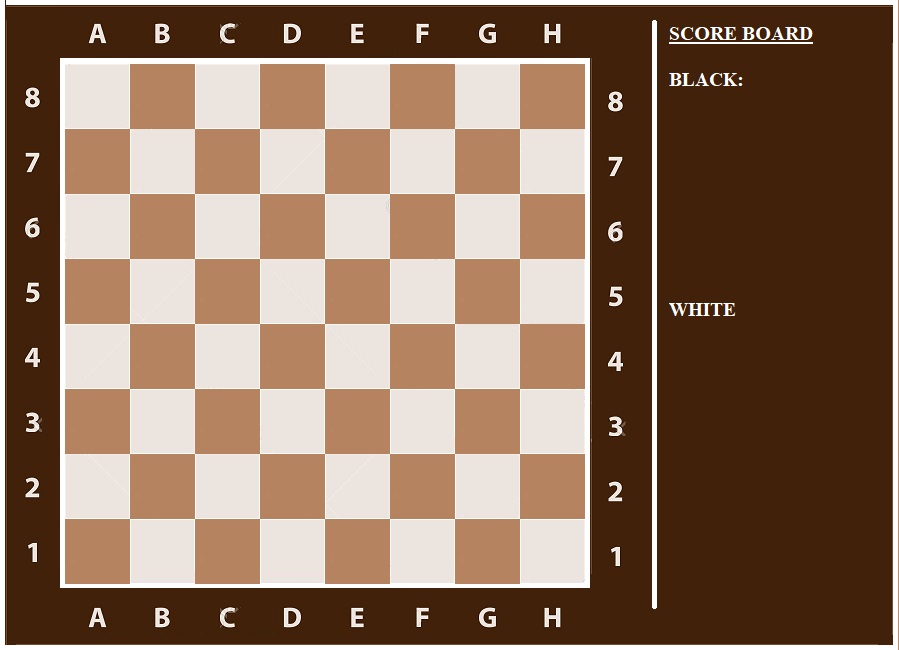 A B C D E F G H
SCORE BOARD
BLACK:
8 8
7 7
6 6
5 5
WHITE
4 4
3 3
2 2
1 1
A B C D E F G H